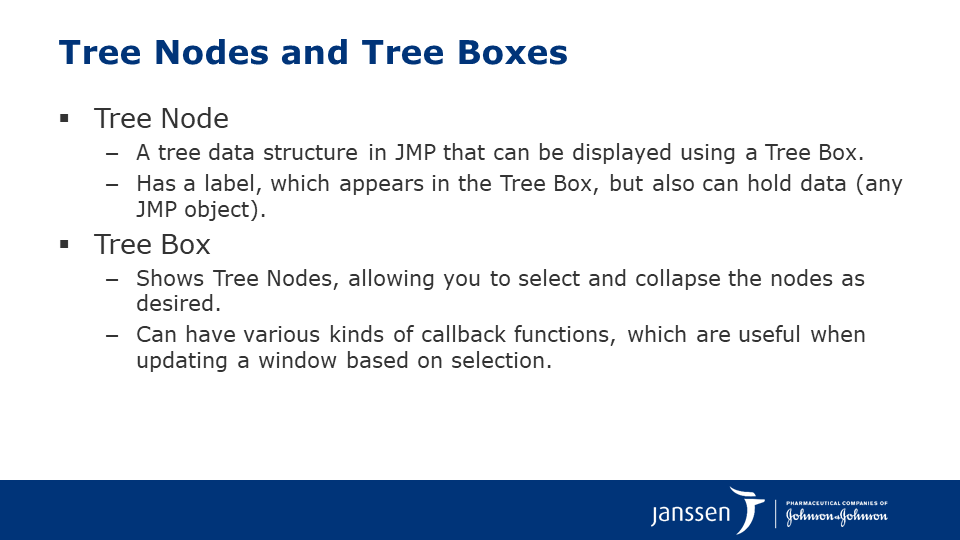 Tree Nodes and Tree Boxes
▪ Tree Node
– A tree data structure in JMP that can be displayed using a Tree Box.
– Has a label, which appears in the Tree Box, but also can hold data (any
JMP object).
▪ Tree Box
– Shows Tree Nodes, allowing you to select and collapse the nodes as
desired.
– Can have various kinds of callback functions, which are useful when
updating a window based on selection.
janssen
PHARMACEUTICAL COMPANIES OF
Johnson & Johnson